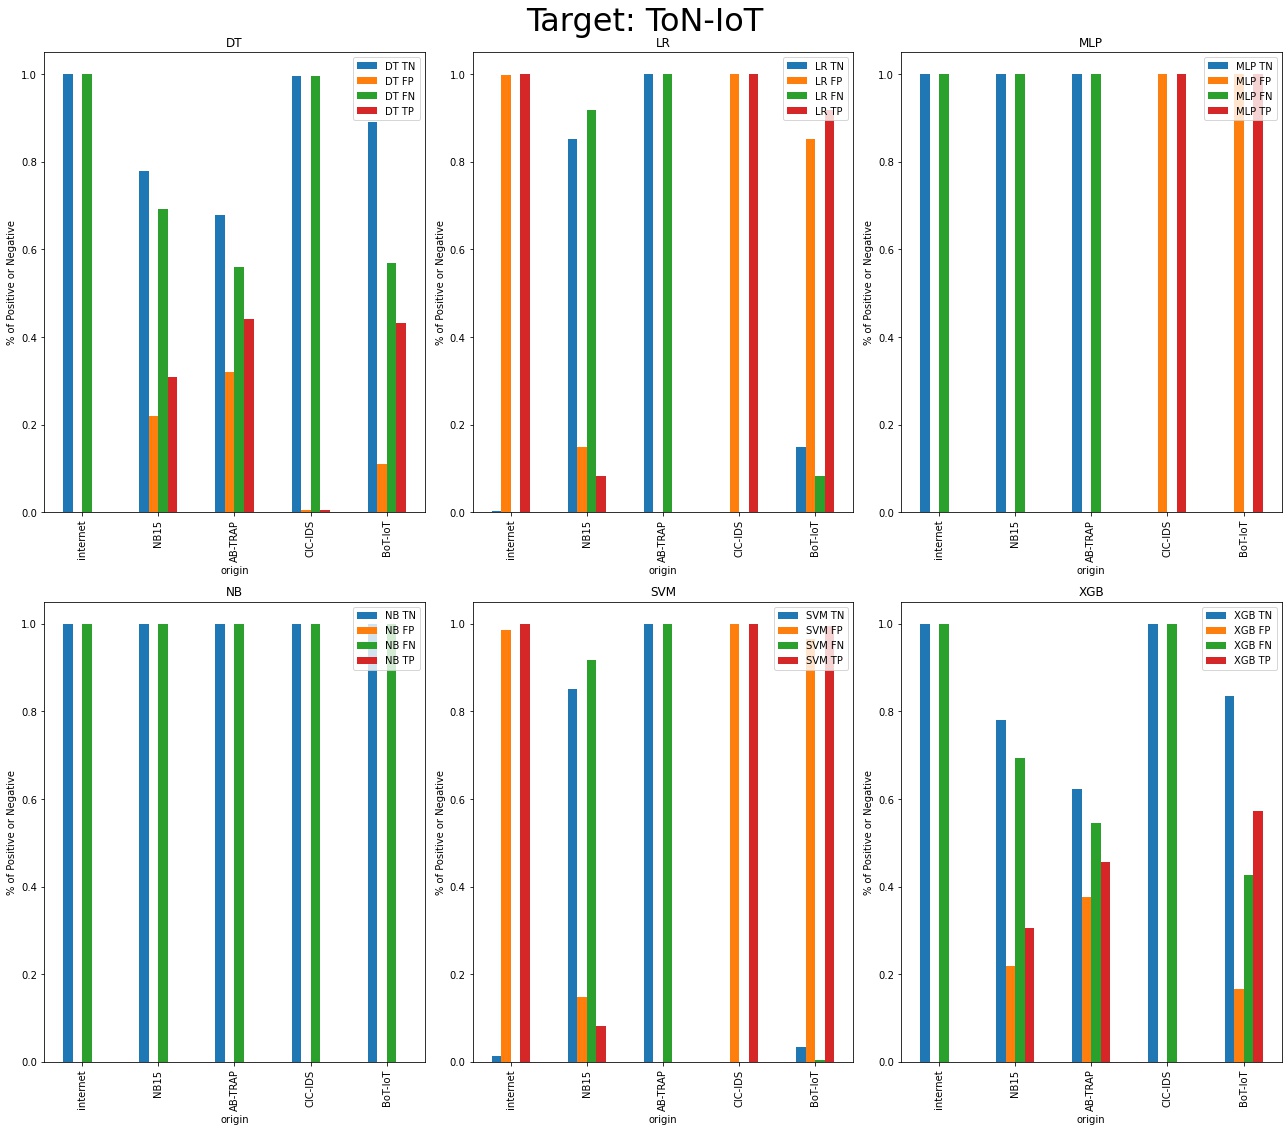 Target: ToN-IoT
DT
DT TN
DT FP
DT FN
DT TP
% of Positive or Negative
1.0
0.8
0.6
0.4
0.2
0.0
internet
NB15
AB-TRAP
CIC-IDS
BoT-IoT
origin
LR
LR TN
LR FP
LR FN
LR TP
% of Positive or Negative
1.0
0.8
0.6
0.4
0.2
0.0
internet
NB15
AB-TRAP
CIC-IDS
BoT-IoT
origin
MLP
MLP TN
MLP FP
MLP FN
MLP TP
% of Positive or Negative
1.0
0.8
0.6
0.4
0.2
0.0
internet
NB15
AB-TRAP
CIC-IDS
BoT-IoT
origin
NB
NB TN
NB FP
NB FN
NB TP
% of Positive or Negative
1.0
0.8
0.6
0.4
0.2
0.0
internet
NB15
AB-TRAP
CIC-IDS
BoT-IoT
origin
SVM
SVM TN
SVM FP
SVM FN
SVM TP
% of Positive or Negative
1.0
0.8
0.6
0.4
0.2
0.0
internet
NB15
AB-TRAP
CIC-IDS
BoT-IoT
origin
XGB
XGB TN
XGB FP
XGB FN
XGB TP
% of Positive or Negative
1.0
0.8
0.6
0.4
0.2
0.0
internet
NB15
AB-TRAP
CIC-IDS
BoT-IoT
origin